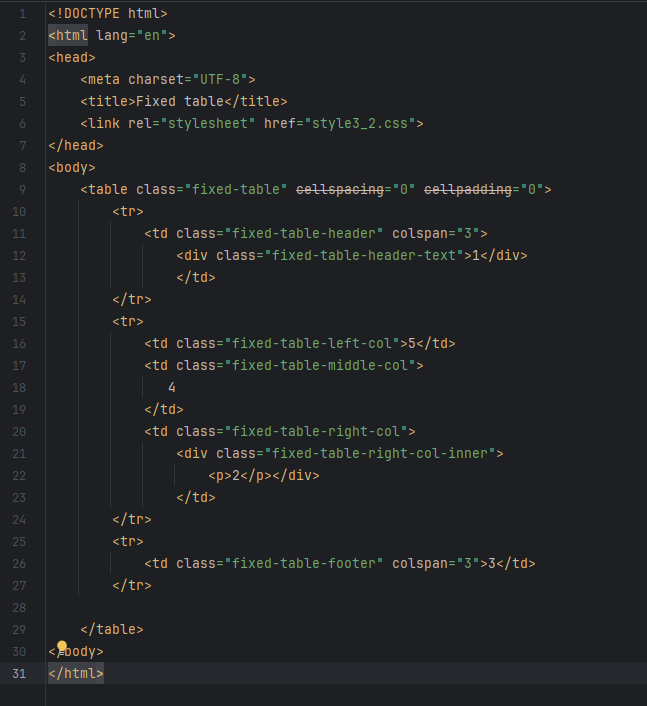 1 <!DOCTYPE html>
2 <html lang="en">
3 <head>
4     <meta charset="UTF-8">
5     <title>Fixed table</title>
6     <link rel="stylesheet" href="style3_2.css">
7 </head>
8 <body>
9     <table class="fixed-table" cellspacing="0" cellpadding="0">
10         <tr>
11             <td class="fixed-table-header" colspan="3">
12                 <div class="fixed-table-header-text">1</div>
13                 </td>
14         </tr>
15         <tr>
16             <td class="fixed-table-left-col">5</td>
17             <td class="fixed-table-middle-col">
18                4
19             </td>
20             <td class="fixed-table-right-col">
21                 <div class="fixed-table-right-col-inner">
22                     <p>2</p></div>
23                 </td>
24         </tr>
25         <tr>
26             <td class="fixed-table-footer" colspan="3">3</td>
27         </tr>
28
29     </table>
30 </body>
31 </html>